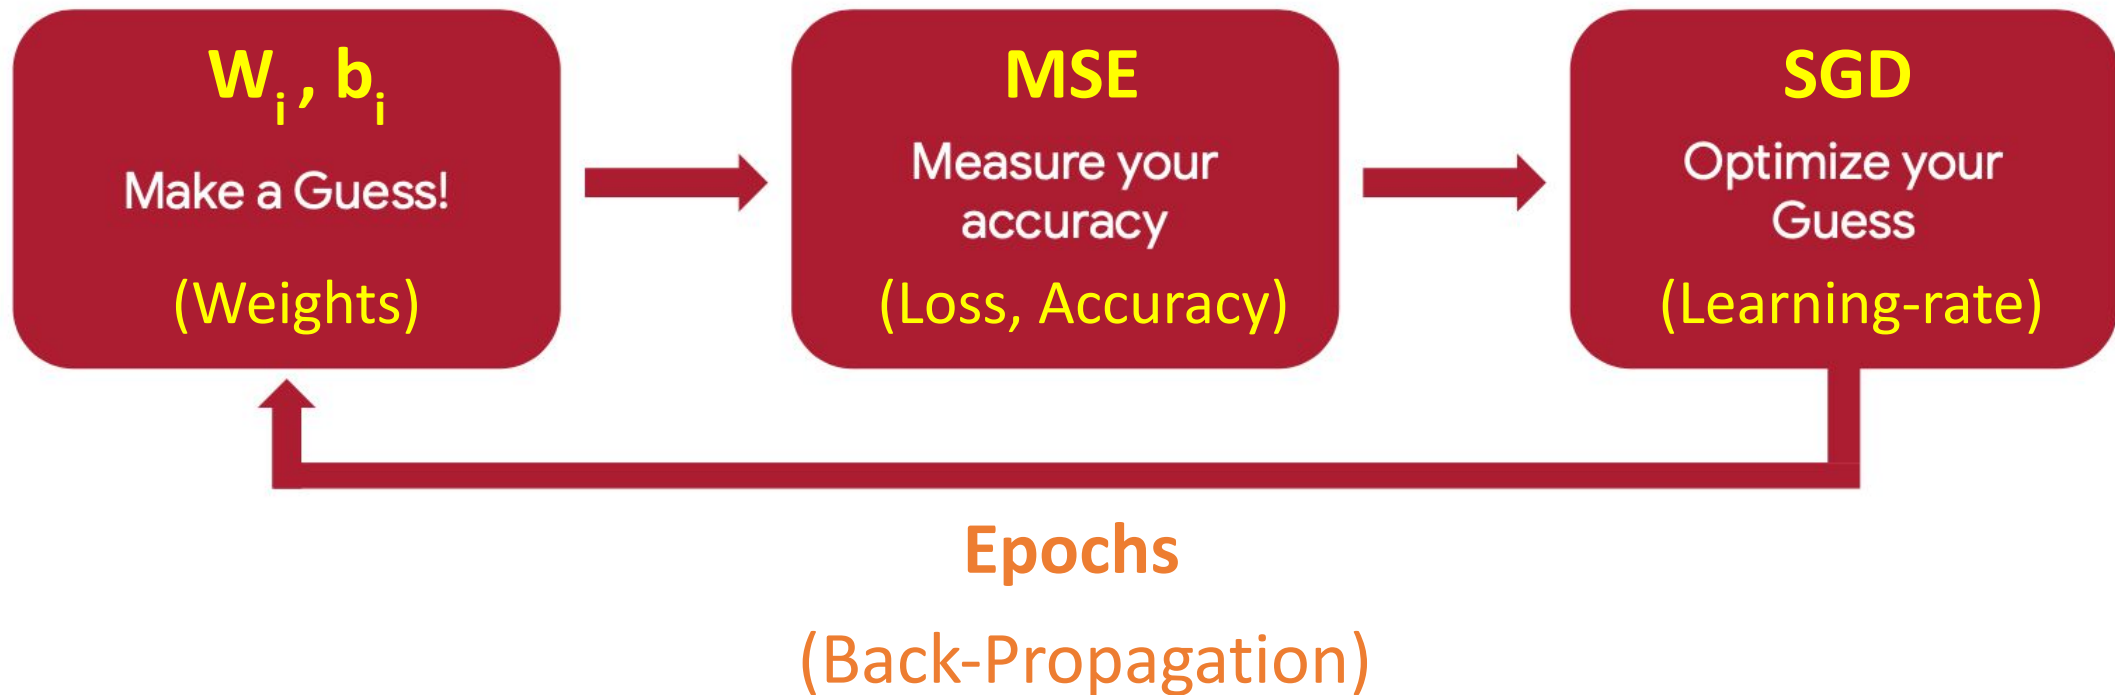 Wi, bi
Make a Guess!
(Weights)
MSE
Measure your
accuracy
(Loss, Accuracy)
SGD
Optimize your
Guess
(Learning-rate)
Epochs
(Back-Propagation)